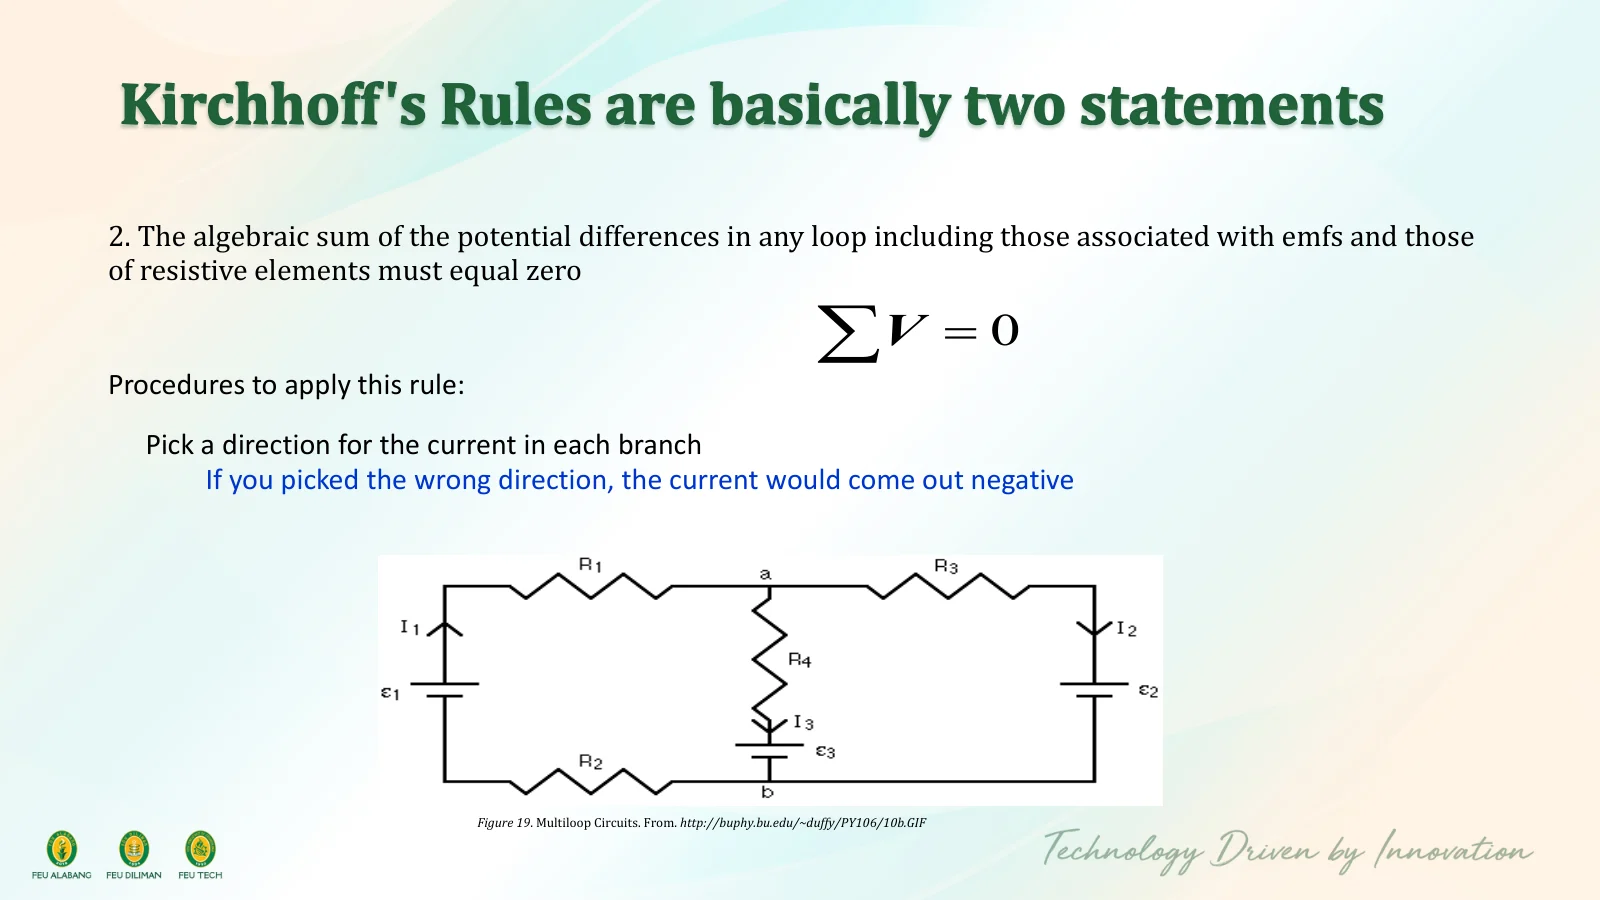 Kirchhoff's Rules are basically two statements
2. The algebraic sum of the potential differences in any loop including those associated with emfs and those
of resistive elements must equal zero
∑V = 0
Procedures to apply this rule:
Pick a direction for the current in each branch
If you picked the wrong direction, the current would come out negative
R1
a
R3
I1
I2
R4
ε1
ε2
I3
ε3
R2
b
Figure 19. Multiloop Circuits. From. http://buphy.bu.edu/~duffy/PY106/10b.GIF
Technology Driven by Innovation
FEU ALABANG FEU DILIMAN FEU TECH